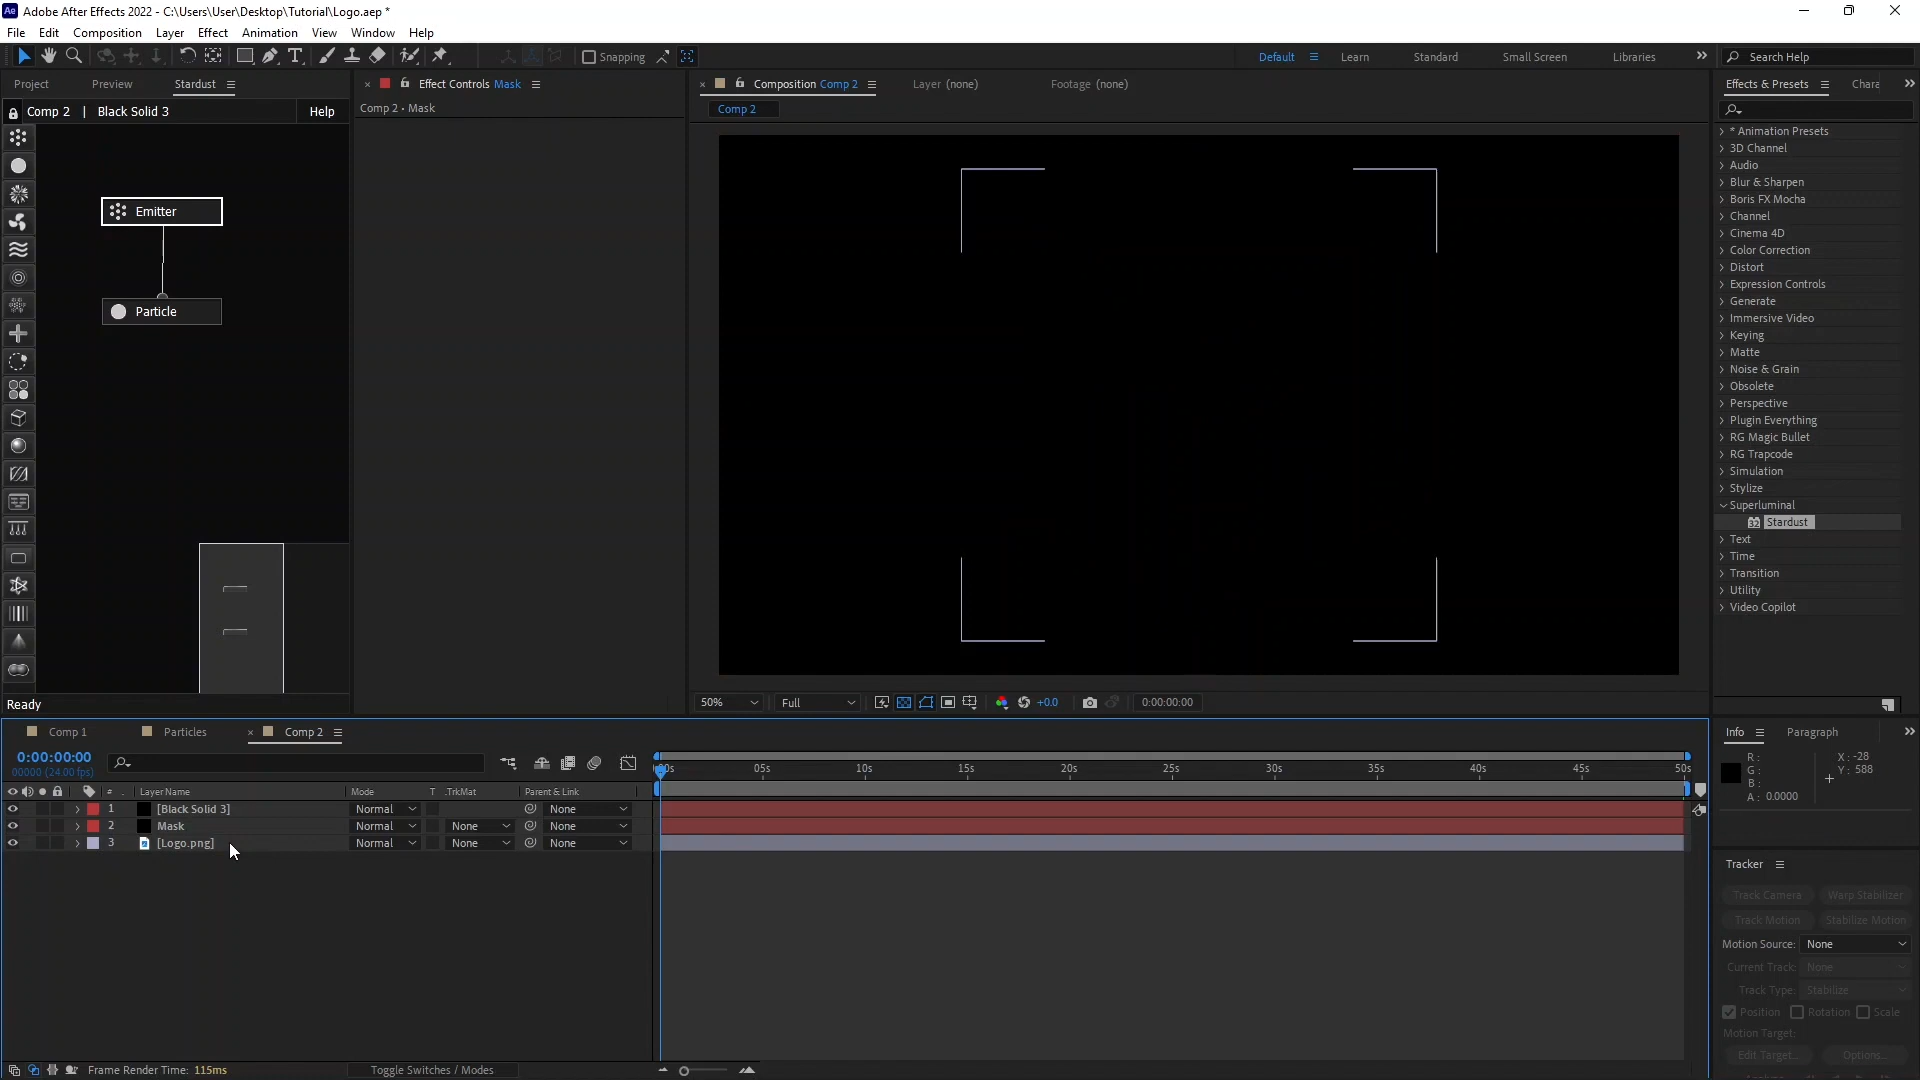 Adobe After Effects 2022 - C:\Users\User\Desktop\Tutorial\Logo.aep *
File Edit Composition Layer Effect Animation View Window Help
Snapping
Default Learn Standard Small Screen Libraries Search Help
Project Preview Stardust
Effect Controls Mask
Composition Comp 2
Layer (none)
Footage (none)
Effects & Presets Chara
Comp 2 | Black Solid 3 Help
Comp 2 • Mask
Comp 2
Emitter
Particle
Ready
* Animation Presets
3D Channel
Audio
Blur & Sharpen
Boris FX Mocha
Channel
Cinema 4D
Color Correction
Distort
Expression Controls
Generate
Immersive Video
Keying
Matte
Noise & Grain
Obsolete
Perspective
Plugin Everything
RG Magic Bullet
RG Trapcode
Simulation
Stylize
Superluminal
32 Stardust
Text
Time
Transition
Utility
Video Copilot
50% Full +0.0 0:00:00:00
Comp 1 Particles Comp 2
0:00:00:00
00000 (24.00 fps)
:00s 05s 10s 15s 20s 25s 30s 35s 40s 45s 50s
# Layer Name Mode T .TrkMat Parent & Link
1 [Black Solid 3] Normal None
2 Mask Normal None None
3 [Logo.png] Normal None None
Frame Render Time: 115ms
Toggle Switches / Modes
Info Paragraph
R:
G:
B:
A: 0.0000
X: -28
Y: 588
Tracker
Track Camera Warp Stabilizer
Track Motion Stabilize Motion
Motion Source: None
Current Track: None
Track Type: Stabilize
Position Rotation Scale
Motion Target:
Edit Target... Options...